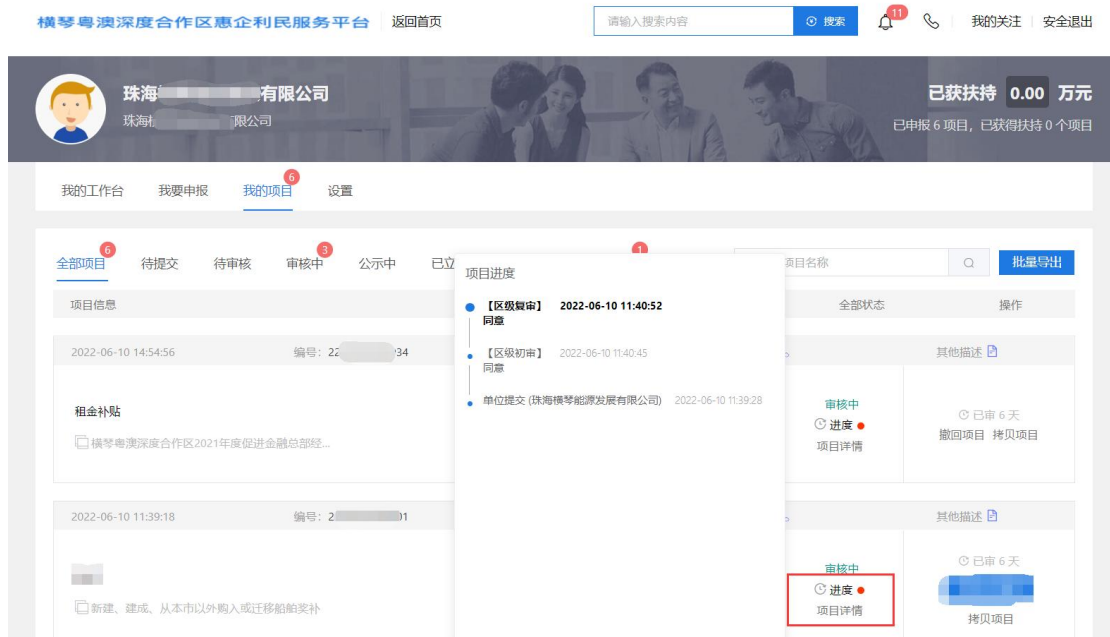 横琴粤澳深度合作区惠企利民服务平台 返回首页 请输入搜索内容 搜索 11 我的关注 安全退出
珠海 有限公司 已获扶持 0.00 万元
珠海 限公司 已申报 6 项目，已获得扶持 0 个项目
我的工作台 我要申报 我的项目 6 设置
全部项目 6 待提交 待审核 审核中 3 公示中 已立 1 项目名称 批量导出
项目信息 全部状态 操作
项目进度
【区级复审】 2022-06-10 11:40:52
同意
【区级初审】 2022-06-10 11:40:45
同意
单位提交 (珠海横琴能源发展有限公司) 2022-06-10 11:39:28
2022-06-10 14:54:56 编号：22 34 其他描述
租金补贴 审核中 已审 6 天
进度
横琴粤澳深度合作区2021年度促进金融总部经... 项目详情 撤回项目 拷贝项目
2022-06-10 11:39:18 编号：2 01 其他描述
审核中 已审 6 天
进度
新建、建成、从本市以外购入或迁移船舶奖补 项目详情
拷贝项目